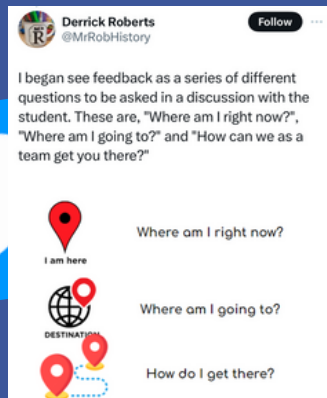 Derrick Roberts
@MrRobHistory
Follow
I began see feedback as a series of different
questions to be asked in a discussion with the
student. These are, "Where am I right now?",
"Where am I going to?" and "How can we as a
team get you there?"
Where am I right now?
I am here
Where am I going to?
DESTINATION
How do I get there?